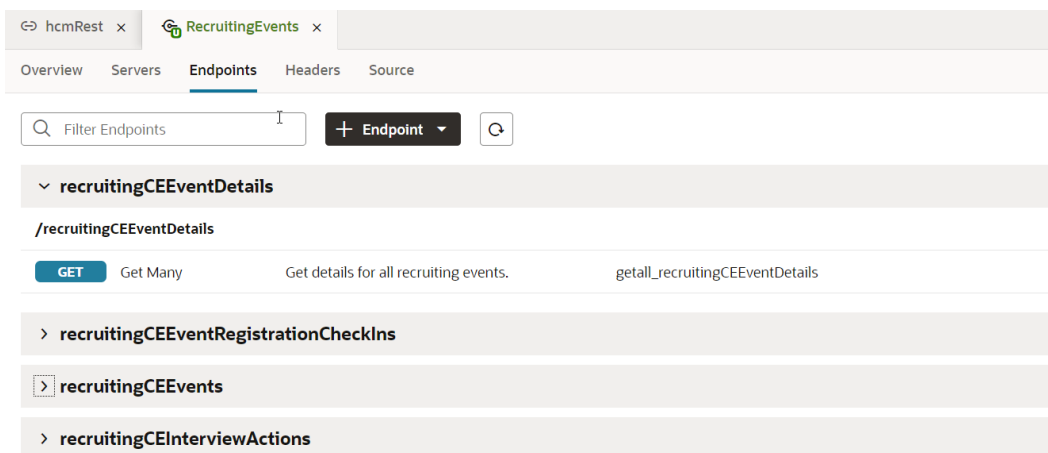 hcmRest × RecruitingEvents ×
Overview Servers Endpoints Headers Source
Filter Endpoints + Endpoint
recruitingCEEventDetails
/recruitingCEEventDetails
GET Get Many Get details for all recruiting events. getall_recruitingCEEventDetails
recruitingCEEventRegistrationCheckIns
recruitingCEEvents
recruitingCEInterviewActions